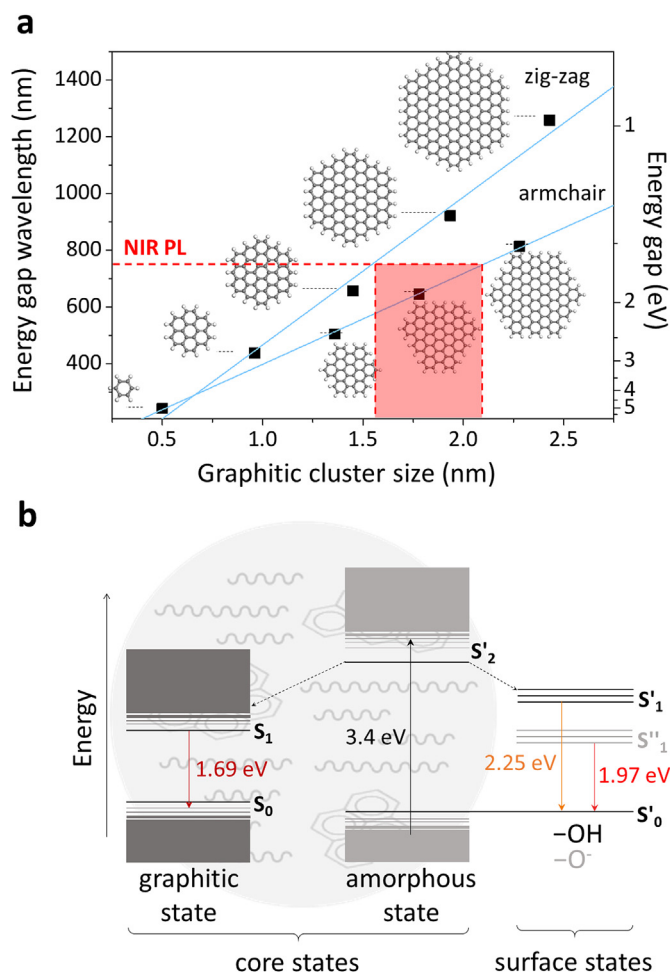 a
Energy gap wavelength (nm)
1400
1200
1000
800
600
400
NIR PL
zig-zag
armchair
1
2
3
4
5
Energy gap (eV)
0.5 1.0 1.5 2.0 2.5
Graphitic cluster size (nm)
b
Energy
S'2
S'1
S1
S''1
3.4 eV
1.69 eV
2.25 eV
1.97 eV
S0
S'0
–OH
–O-
graphitic state
amorphous state
core states
surface states